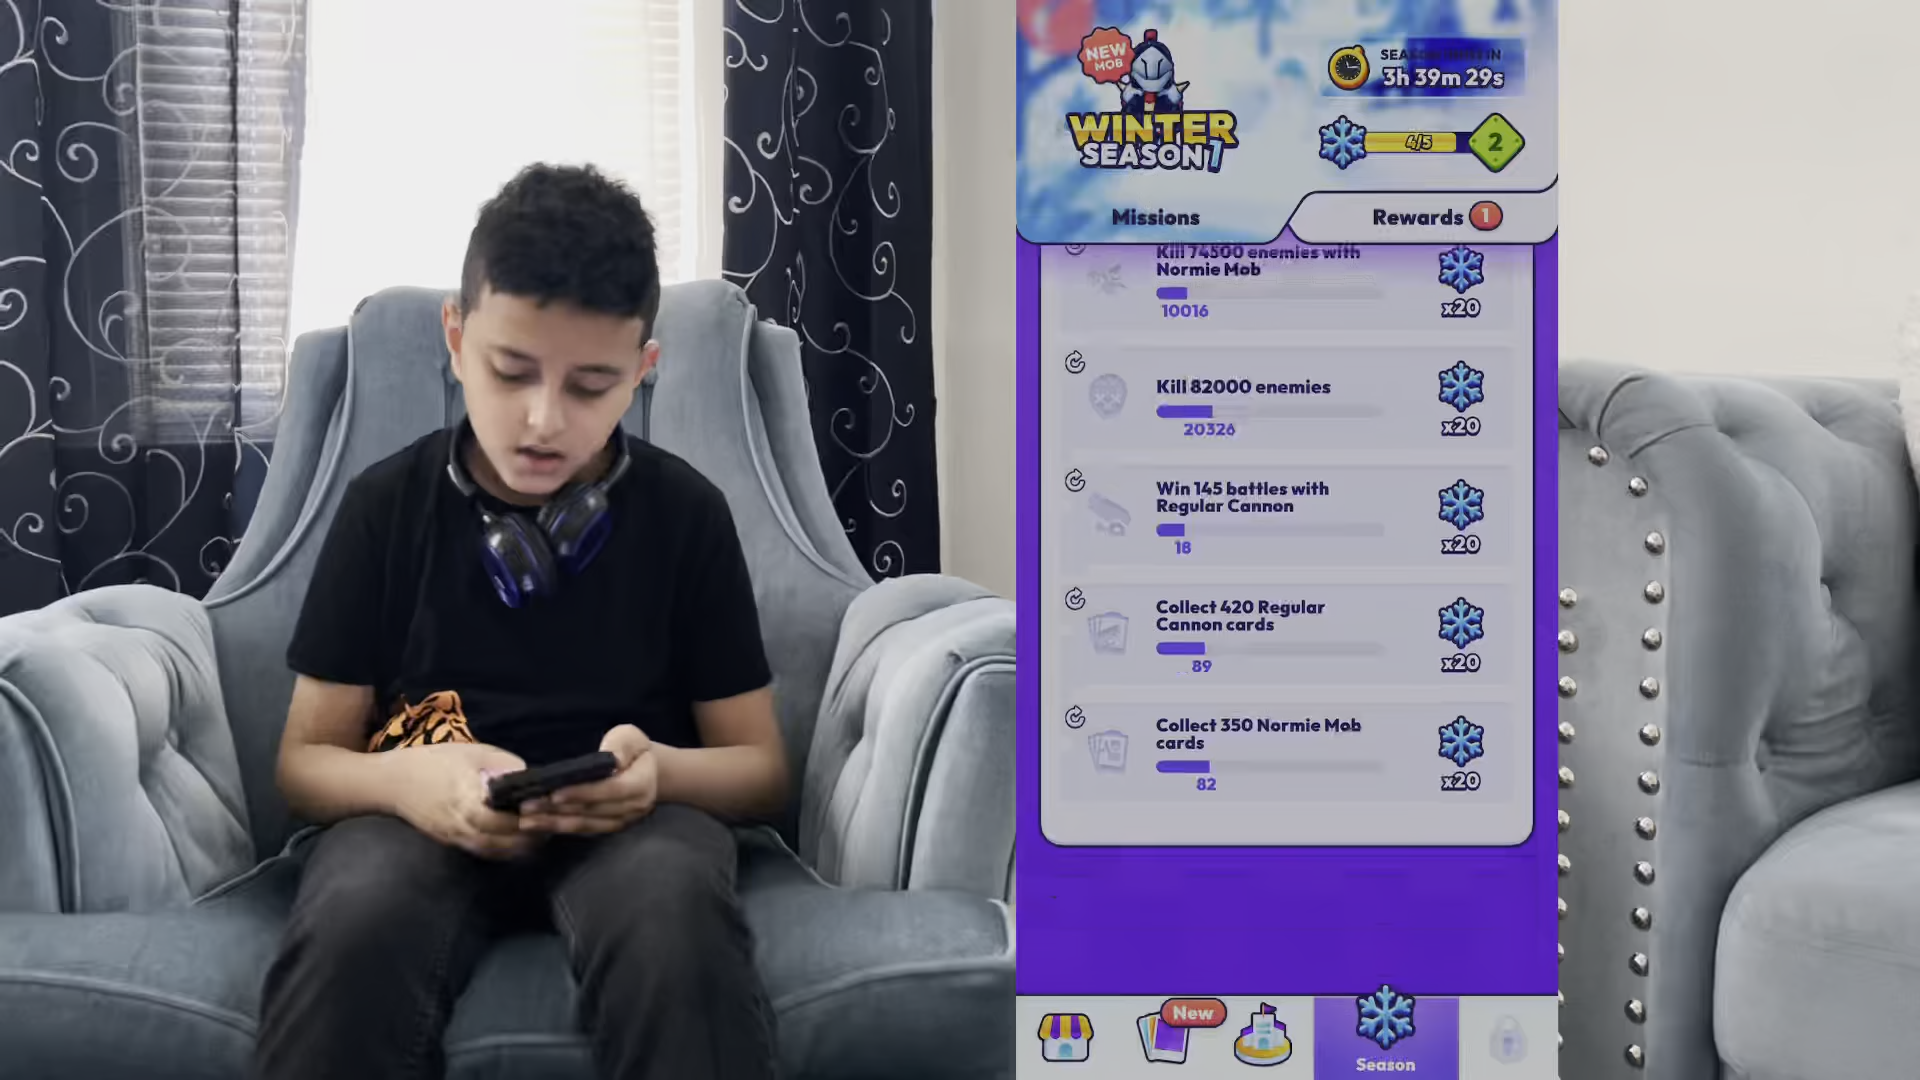 NEW
MOB
WINTER
SEASON 1
3h 39m 29s
4/5
2
Missions
Rewards 1
Kill 74500 enemies with
Normie Mob
10016
x20
Kill 82000 enemies
20326
x20
Win 145 battles with
Regular Cannon
18
x20
Collect 420 Regular
Cannon cards
89
x20
Collect 350 Normie Mob
cards
82
x20
New
Season